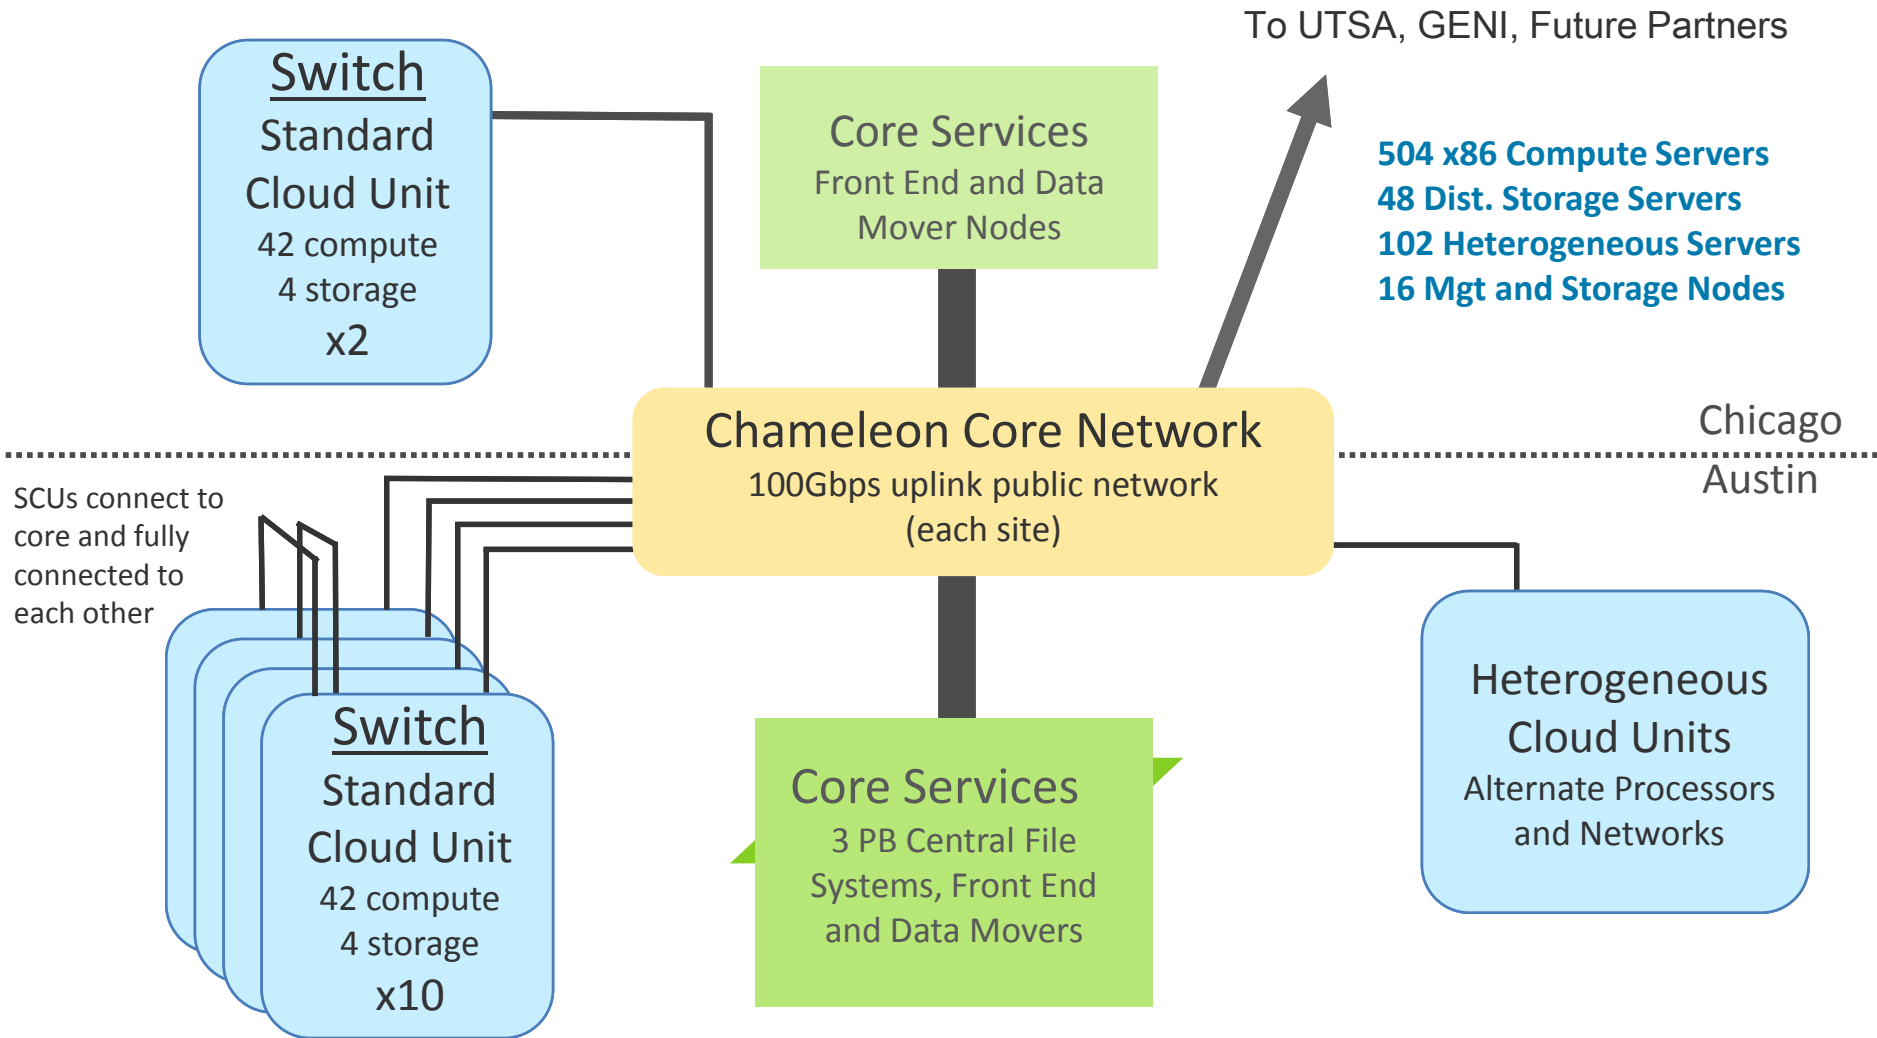 To UTSA, GENI, Future Partners
Switch
Standard
Cloud Unit
42 compute
4 storage
x2
Core Services
Front End and Data
Mover Nodes
504 x86 Compute Servers
48 Dist. Storage Servers
102 Heterogeneous Servers
16 Mgt and Storage Nodes
Chameleon Core Network
100Gbps uplink public network
(each site)
Chicago
Austin
SCUs connect to
core and fully
connected to
each other
Switch
Standard
Cloud Unit
42 compute
4 storage
x10
Core Services
3 PB Central File
Systems, Front End
and Data Movers
Heterogeneous
Cloud Units
Alternate Processors
and Networks